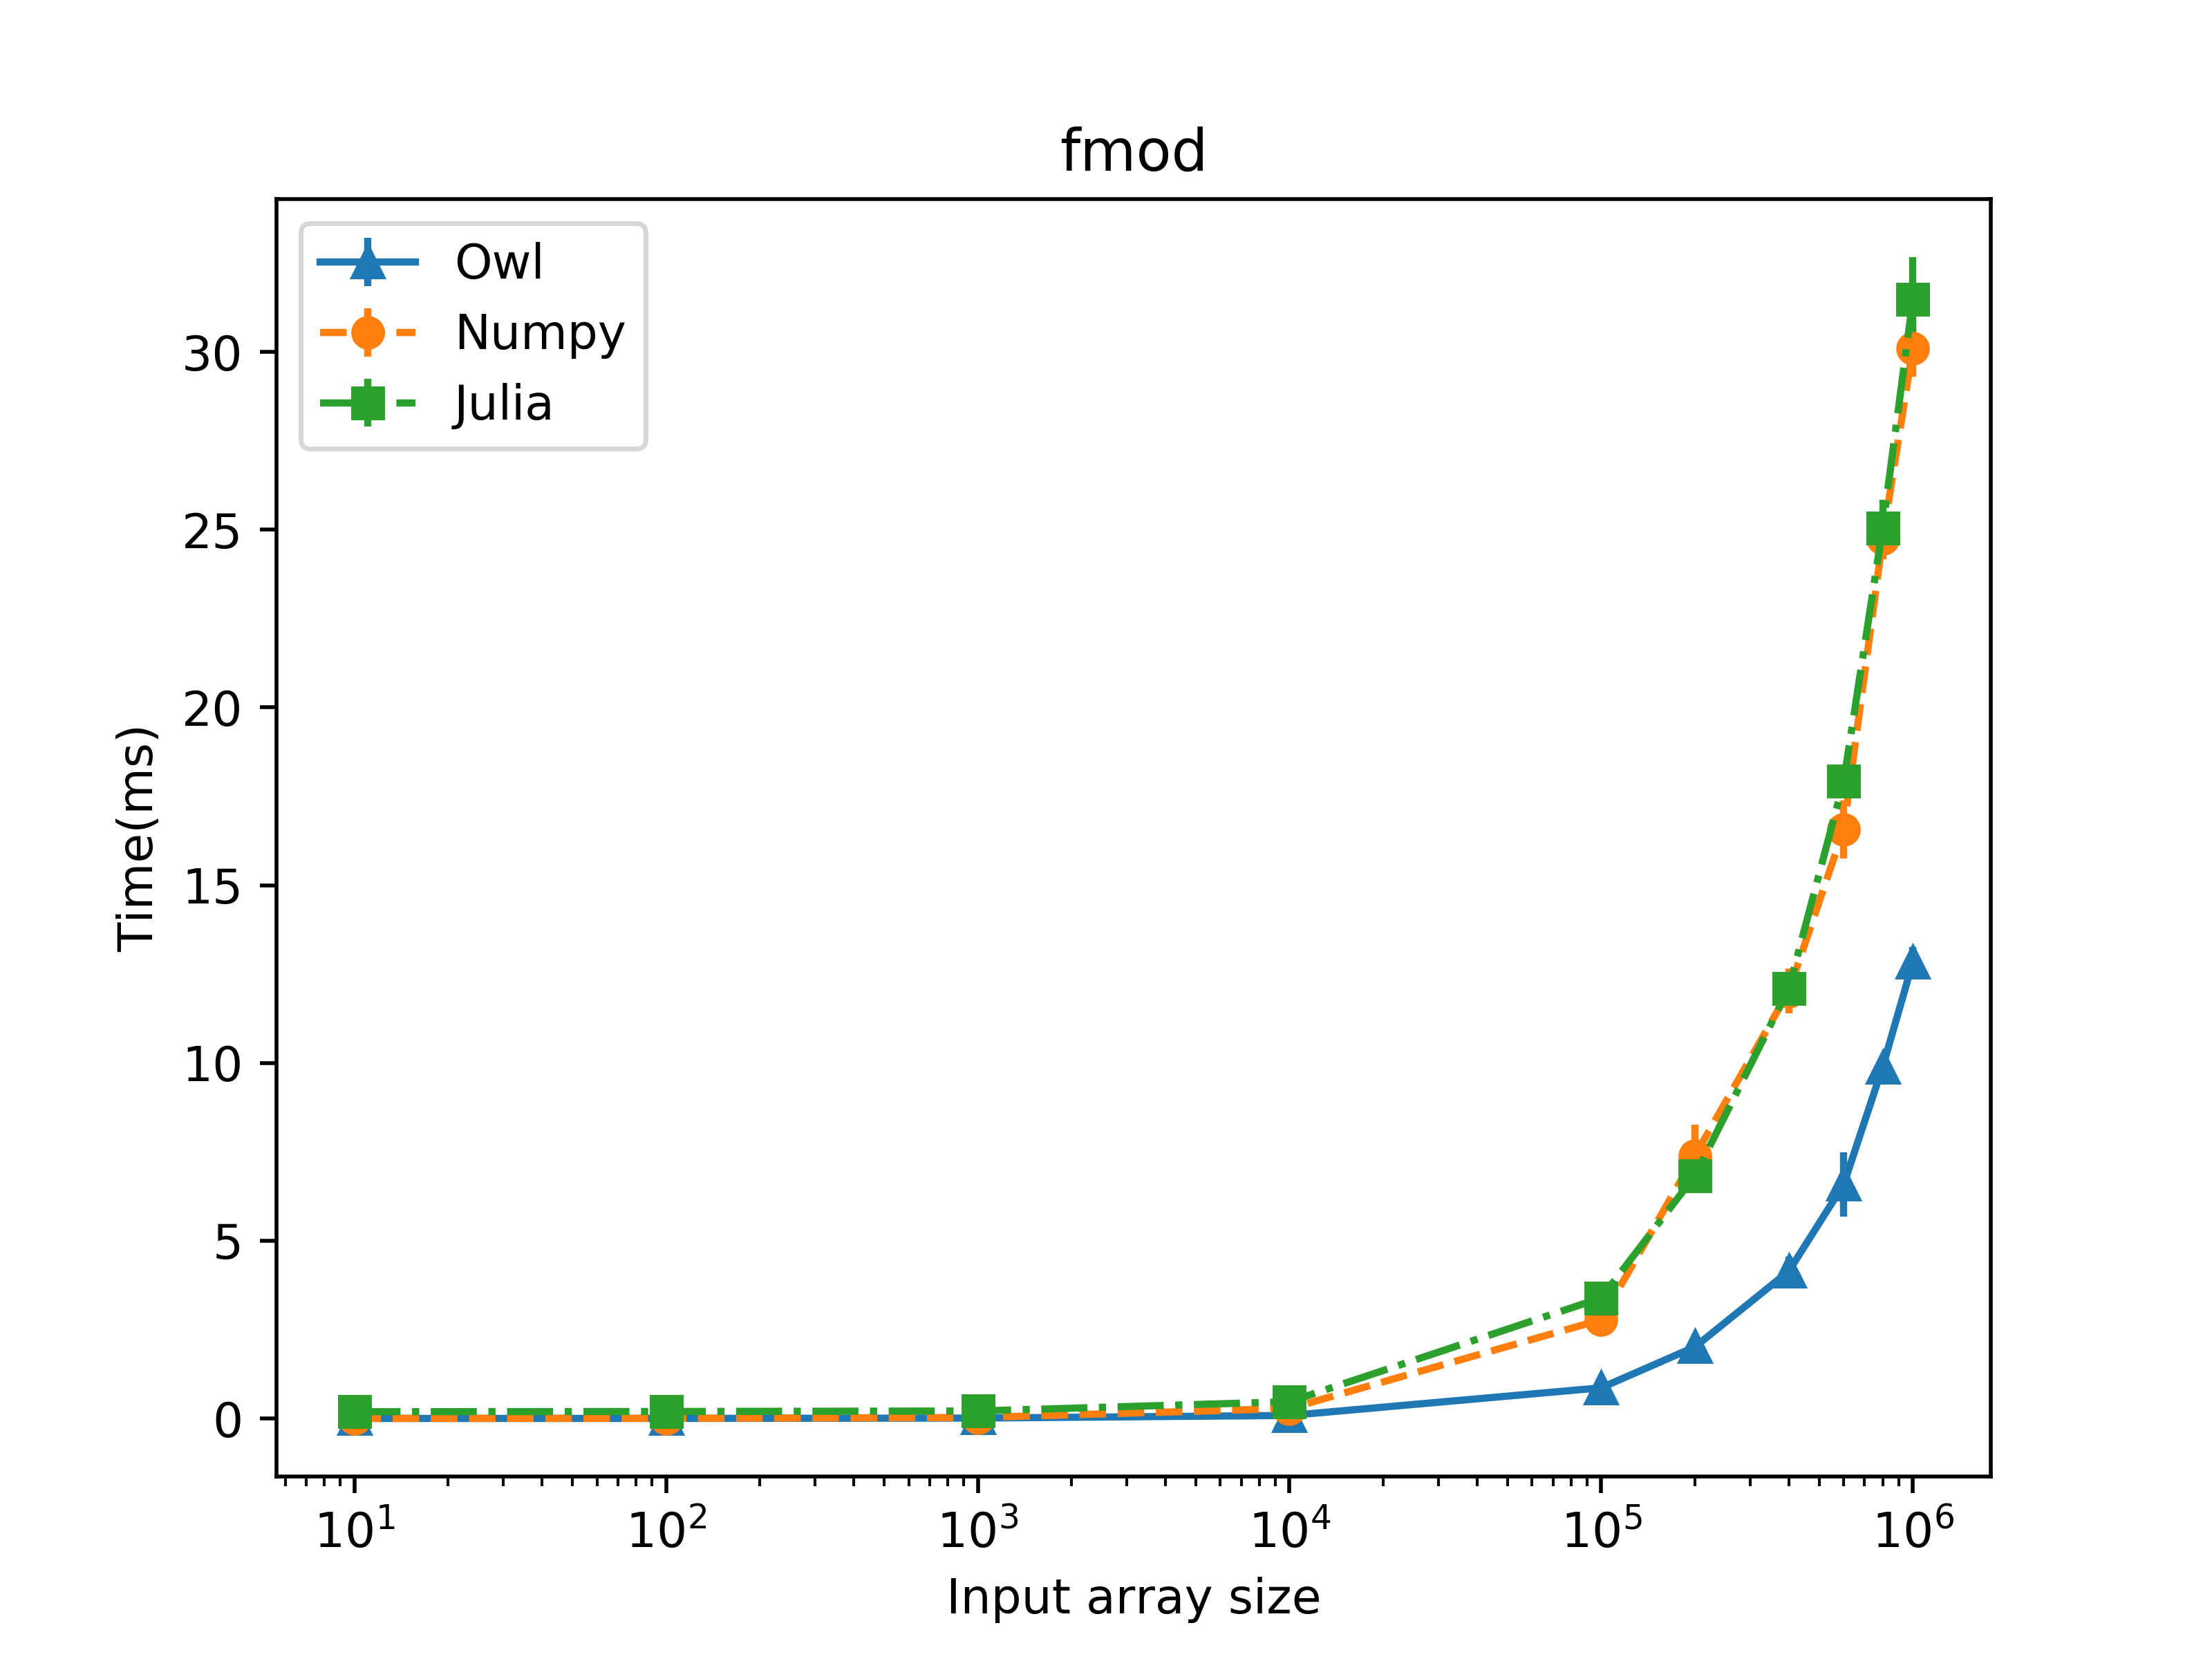 fmod
Owl
Numpy
Julia
Time(ms)
30
25
20
15
10
5
0
10¹ 10² 10³ 10⁴ 10⁵ 10⁶
Input array size